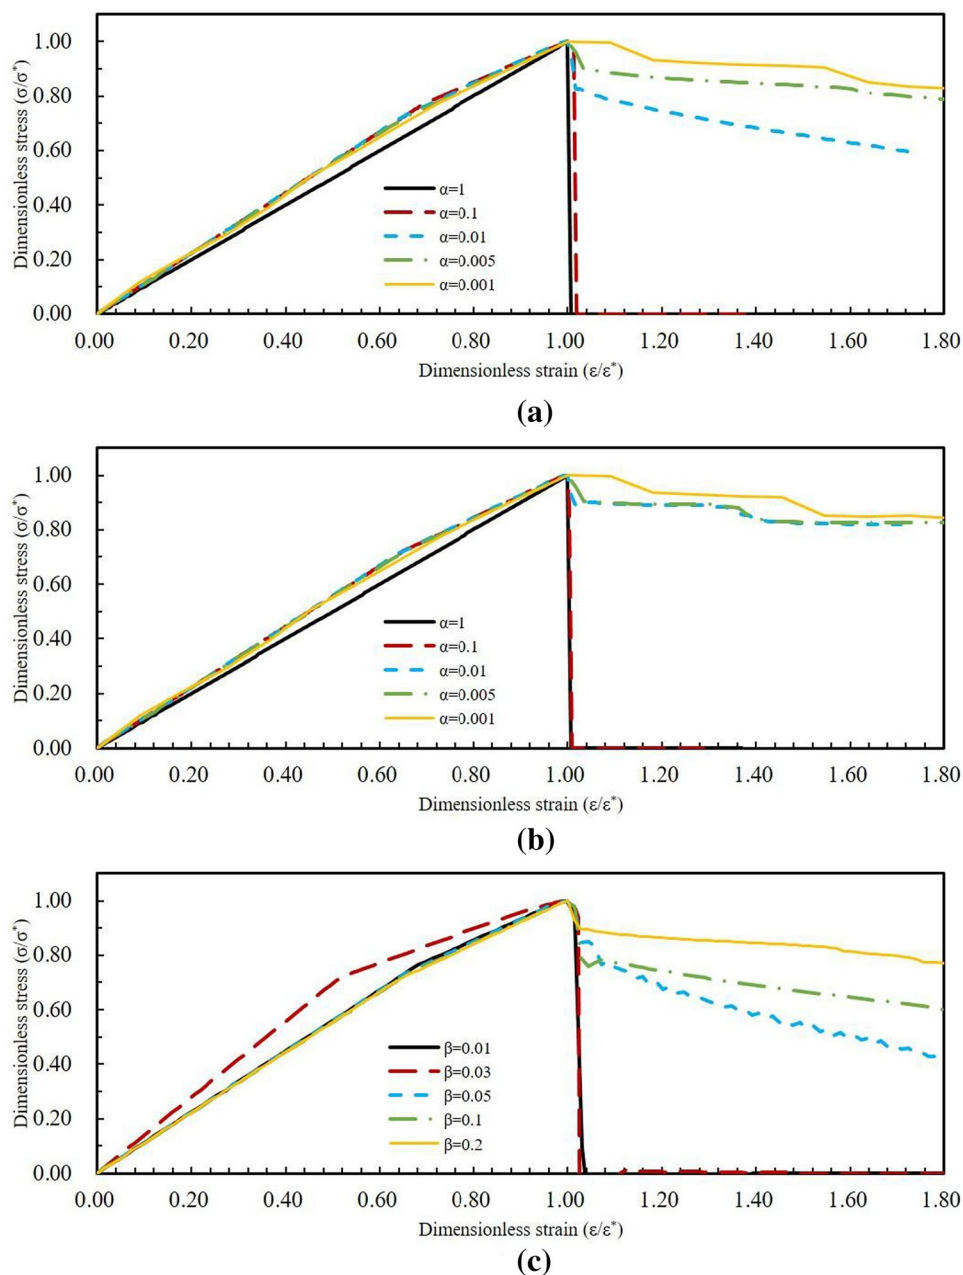 Dimensionless stress (σ/σ*)
1.00
0.80
0.60
0.40
0.20
0.00
α=1
α=0.1
α=0.01
α=0.005
α=0.001
0.00 0.20 0.40 0.60 0.80 1.00 1.20 1.40 1.60 1.80
Dimensionless strain (ε/ε*)
(a)
Dimensionless stress (σ/σ*)
1.00
0.80
0.60
0.40
0.20
0.00
α=1
α=0.1
α=0.01
α=0.005
α=0.001
0.00 0.20 0.40 0.60 0.80 1.00 1.20 1.40 1.60 1.80
Dimensionless strain (ε/ε*)
(b)
Dimensionless stress (σ/σ*)
1.00
0.80
0.60
0.40
0.20
0.00
β=0.01
β=0.03
β=0.05
β=0.1
β=0.2
0.00 0.20 0.40 0.60 0.80 1.00 1.20 1.40 1.60 1.80
Dimensionless strain (ε/ε*)
(c)